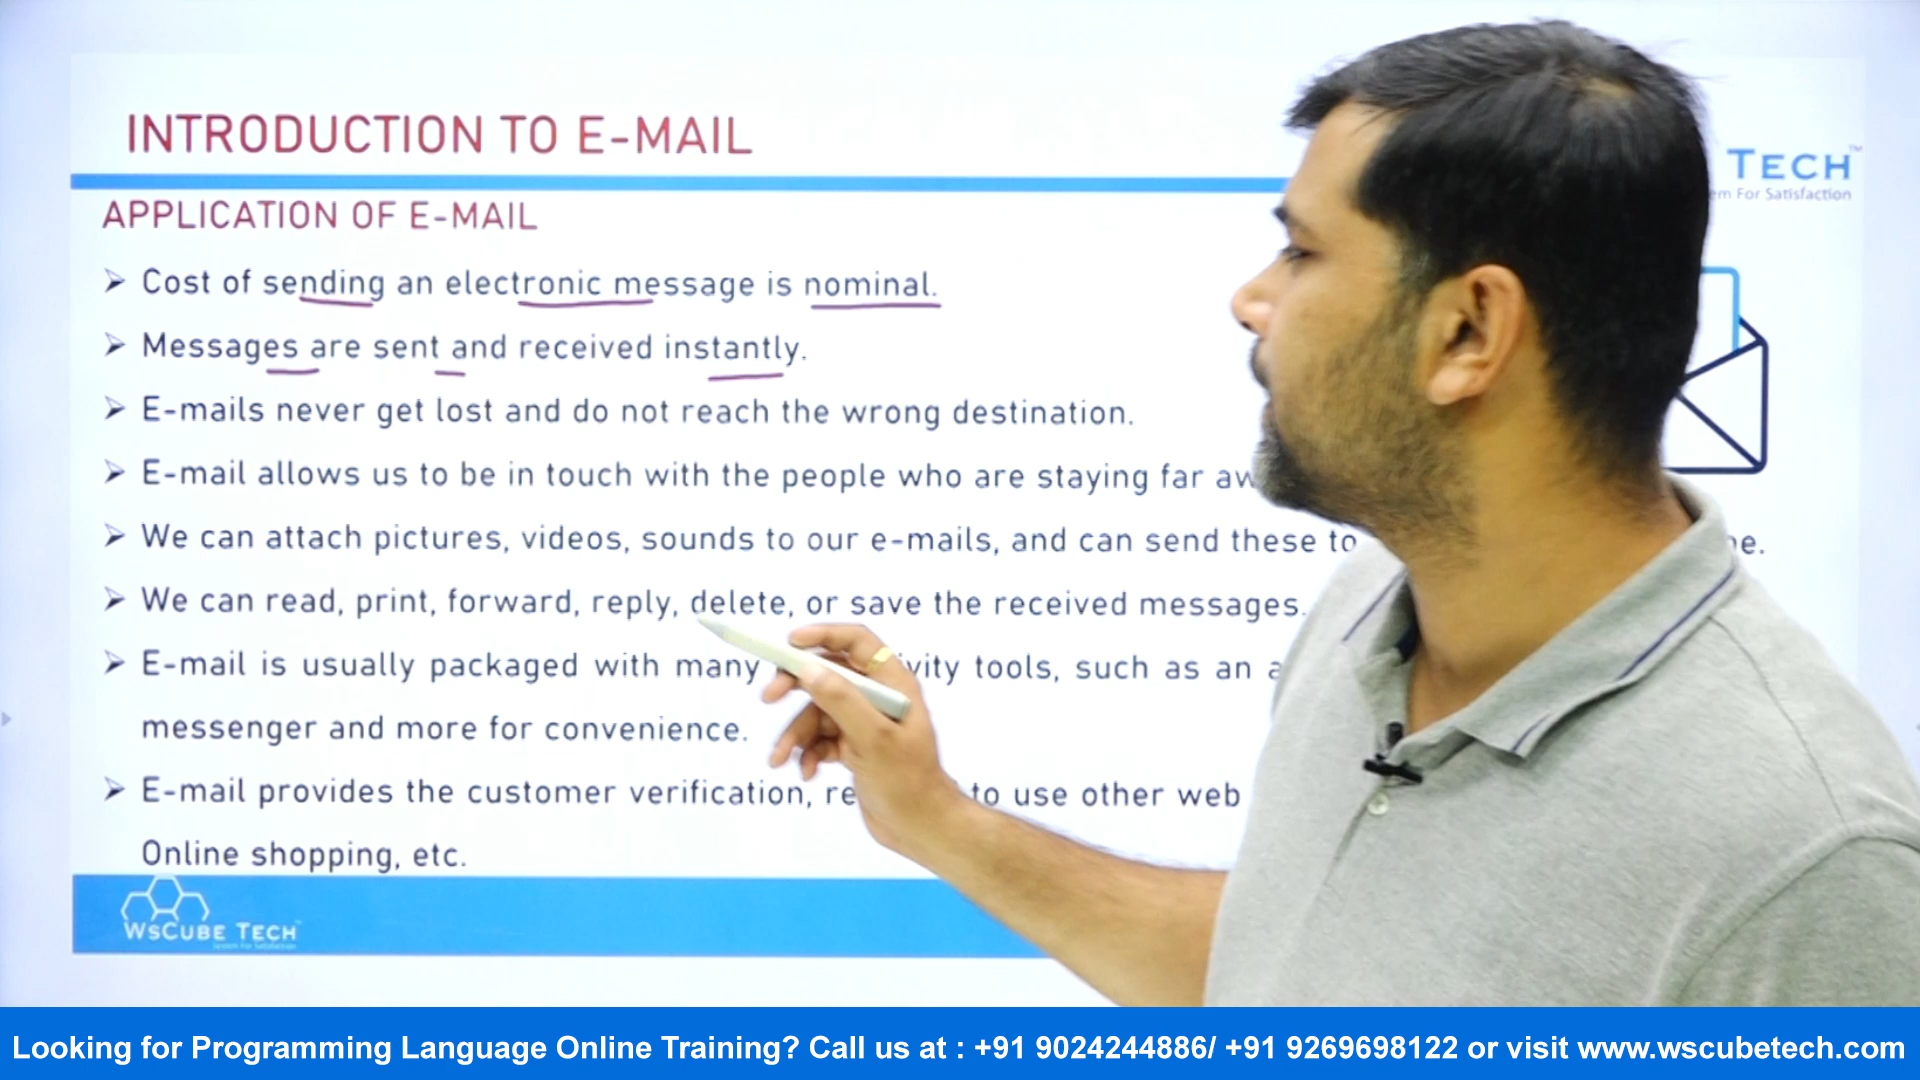 INTRODUCTION TO E-MAIL
TECH™
em For Satisfaction
APPLICATION OF E-MAIL
➢ Cost of sending an electronic message is nominal.
➢ Messages are sent and received instantly.
➢ E-mails never get lost and do not reach the wrong destination.
➢ E-mail allows us to be in touch with the people who are staying far
➢ We can attach pictures, videos, sounds to our e-mails, and can send these to
➢ We can read, print, forward, reply, delete, or save the received messages.
➢ E-mail is usually packaged with many tools, such as an
messenger and more for convenience.
➢ E-mail provides the customer verification, to use other web
Online shopping, etc.
WSCUBE TECH™
System For Satisfaction
Looking for Programming Language Online Training? Call us at : +91 9024244886/ +91 9269698122 or visit www.wscubetech.com